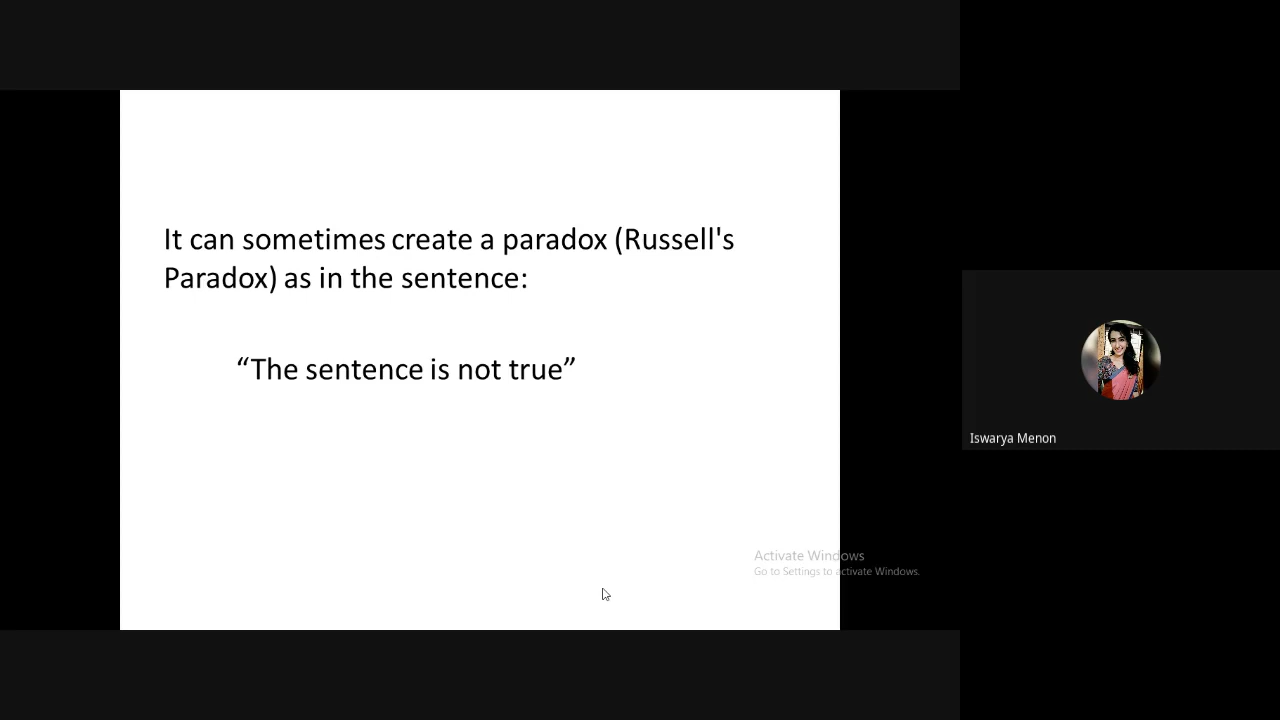 It can sometimes create a paradox (Russell's
Paradox) as in the sentence:
“The sentence is not true”
Iswarya Menon
Activate Windows
Go to Settings to activate Windows.